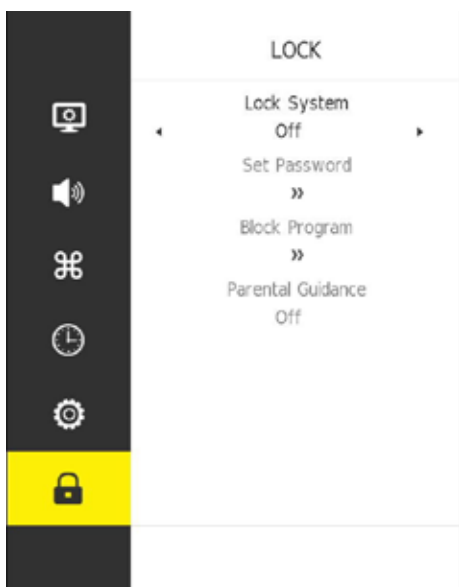 LOCK
Lock System
Off
Set Password
»
Block Program
»
Parental Guidance
Off